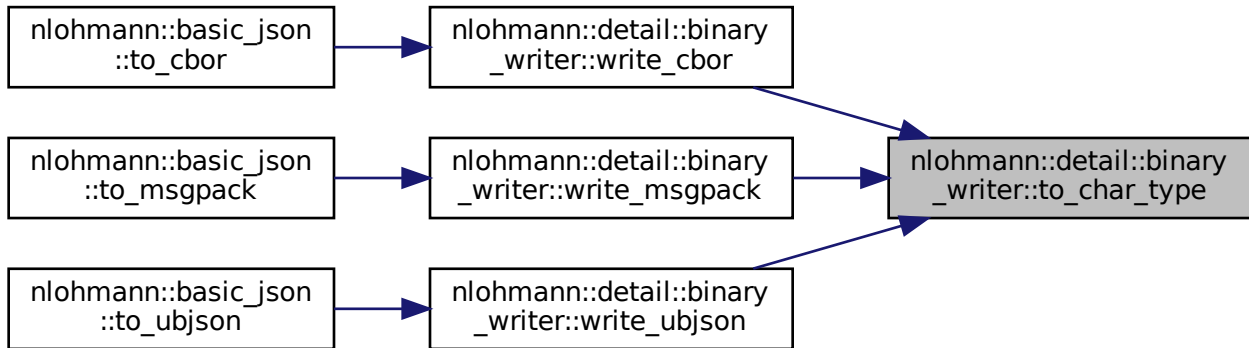 nlohmann::basic_json
::to_cbor
nlohmann::detail::binary
_writer::write_cbor
nlohmann::basic_json
::to_msgpack
nlohmann::detail::binary
_writer::write_msgpack
nlohmann::detail::binary
_writer::to_char_type
nlohmann::basic_json
::to_ubjson
nlohmann::detail::binary
_writer::write_ubjson